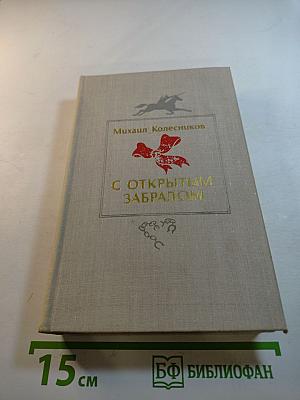 Михаил Колесников
С ОТКРЫТЫМ
ЗАБРАЛОМ
15 см
БФ БИБЛИОФАН